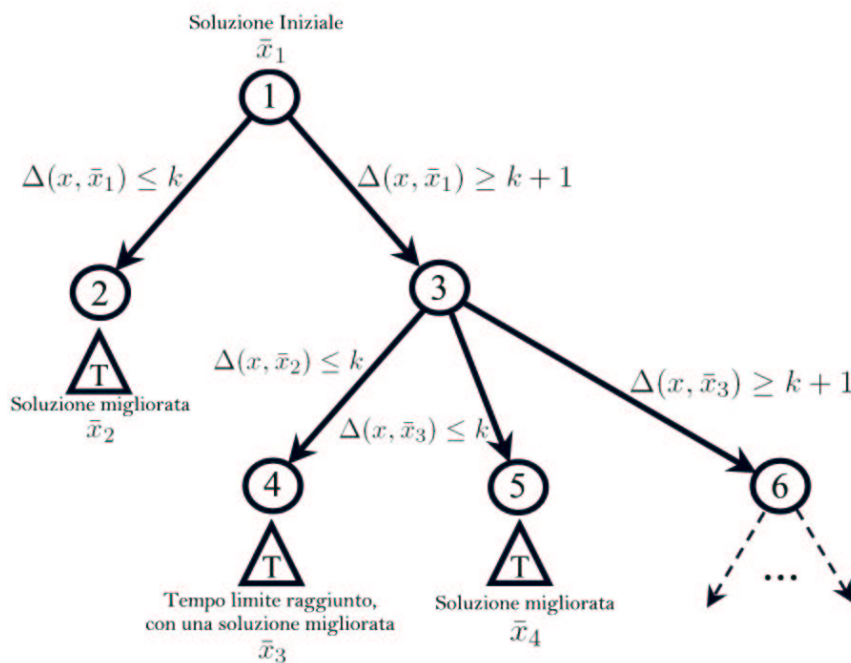 Soluzione Iniziale
x̄₁
1
Δ(x, x̄₁) ≤ k
Δ(x, x̄₁) ≥ k + 1
2
3
T
Soluzione migliorata
x̄₂
Δ(x, x̄₂) ≤ k
Δ(x, x̄₃) ≥ k + 1
Δ(x, x̄₃) ≤ k
4
5
6
T
T
...
Tempo limite raggiunto,
con una soluzione migliorata
x̄₃
Soluzione migliorata
x̄₄